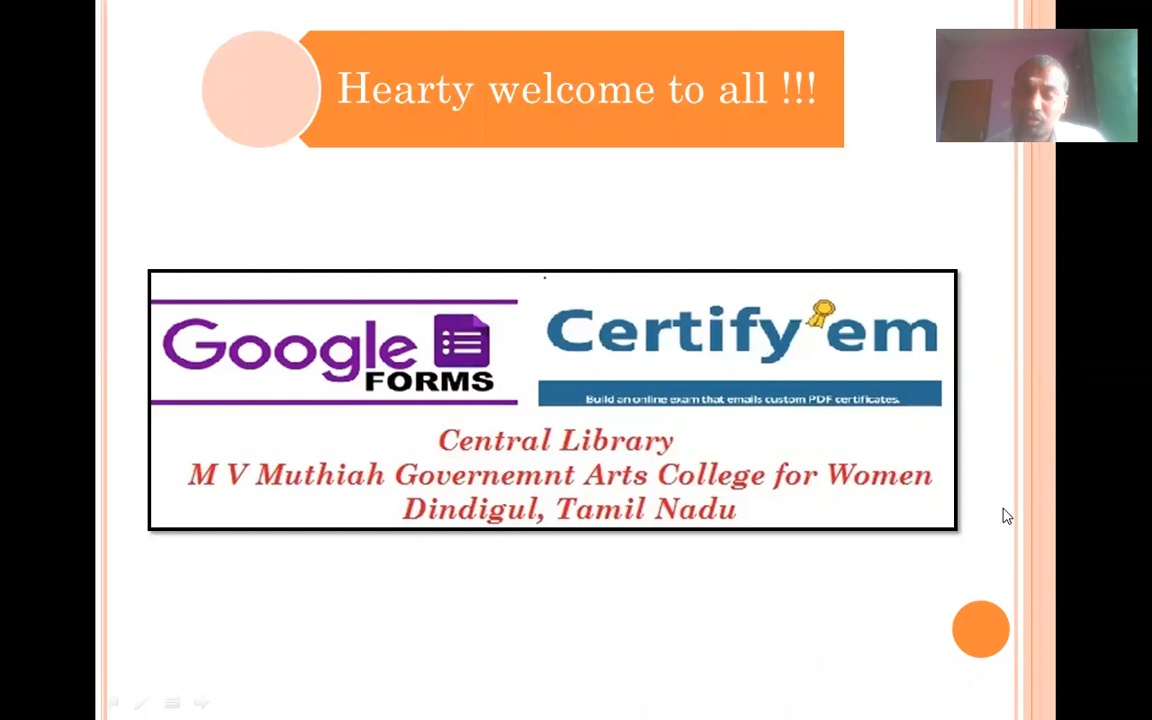 Hearty welcome to all !!!
Google
FORMS
Certify'em
Build an online exam that emails custom PDF certificates.
Central Library
M V Muthiah Governemnt Arts College for Women
Dindigul, Tamil Nadu